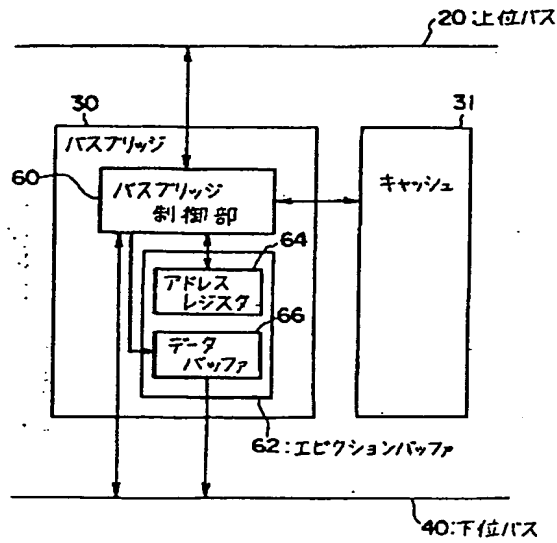 20:上位バス
30
31
バスブリッジ
キャッシュ
60
バスブリッジ
制御部
64
アドレス
レジスタ
66
データ
バッファ
62:エビクションバッファ
40:下位バス